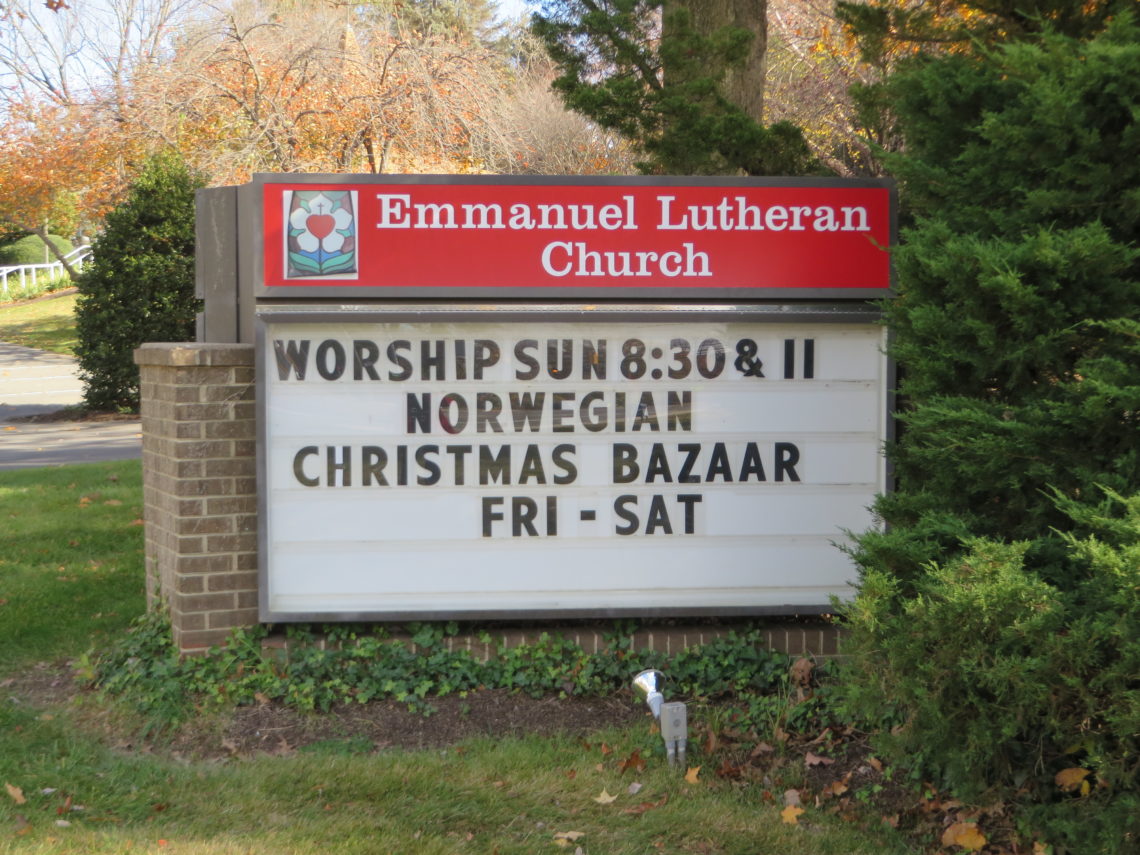 Emmanuel Lutheran
Church
WORSHIP SUN 8:30 & 11
NORWEGIAN
CHRISTMAS BAZAAR
FRI - SAT